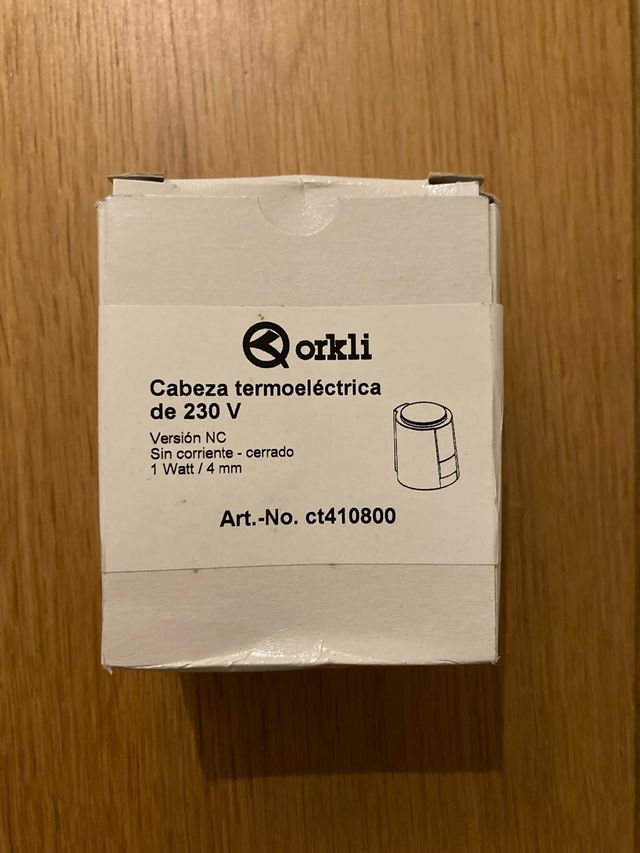 orkli
Cabeza termoeléctrica
de 230 V
Versión NC
Sin corriente - cerrado
1 Watt / 4 mm
Art.-No. ct410800